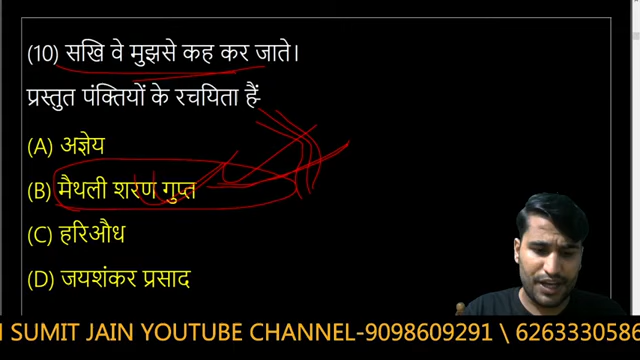 (10) सखि वे मुझसे कह कर जाते।
प्रस्तुत पंक्तियों के रचयिता हैं-
(A) अज्ञेय
(B) मैथली शरण गुप्त
(C) हरिऔध
(D) जयशंकर प्रसाद
SUMIT JAIN YOUTUBE CHANNEL-9098609291 \ 6263330586